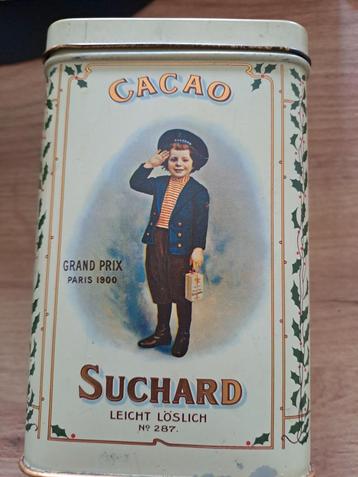 CACAO
GRAND PRIX
PARIS 1900
SUCHARD
LEICHT LÖSLICH
Nº 287.